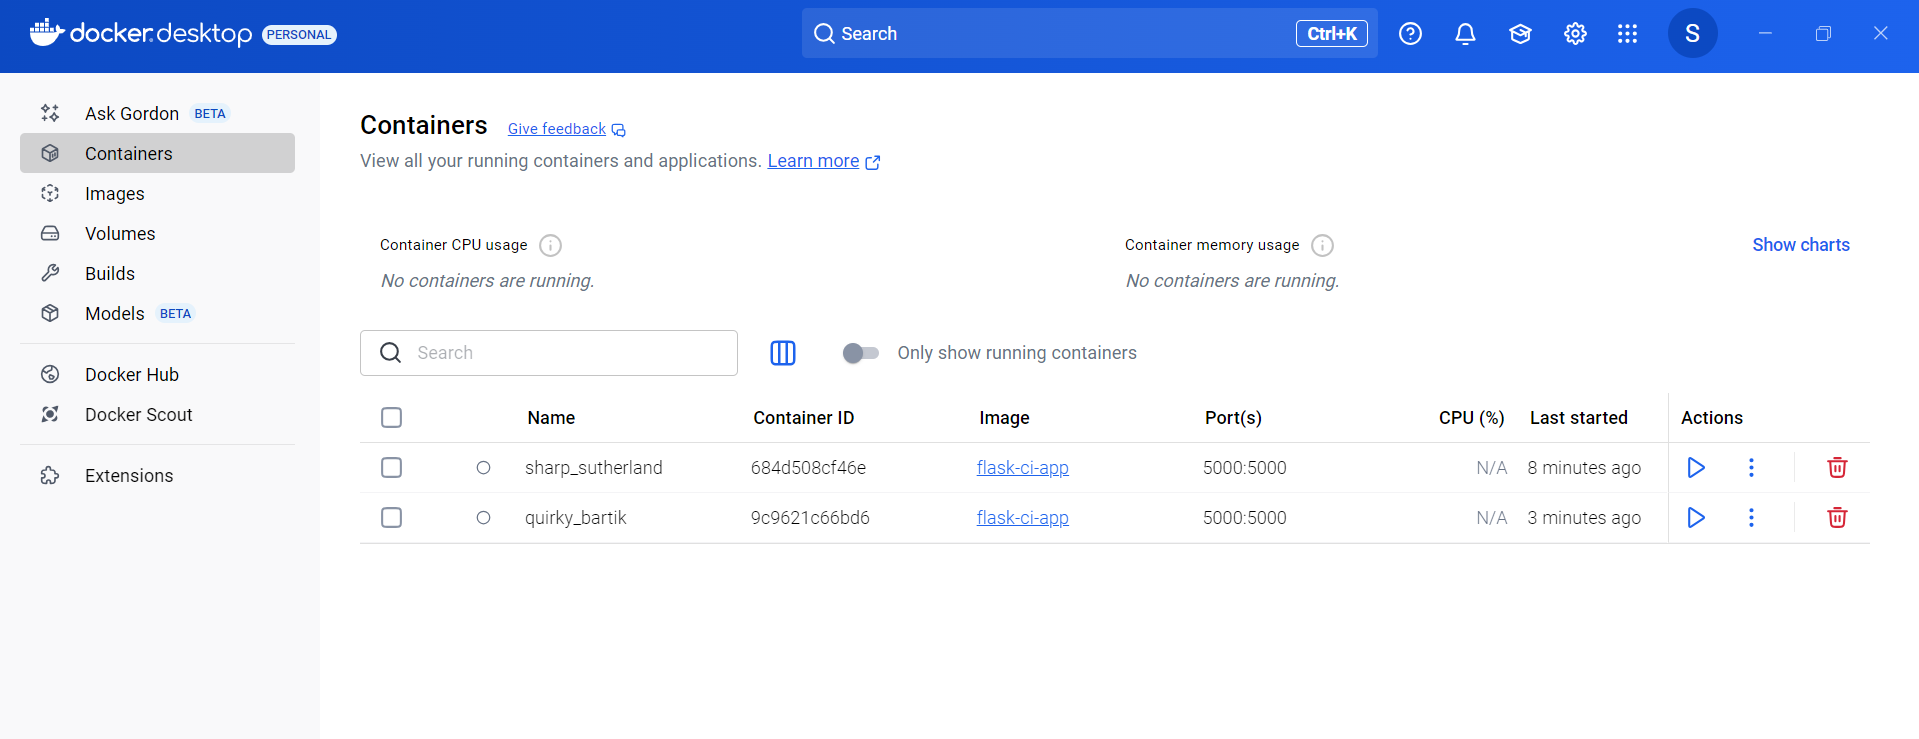 docker.desktop PERSONAL
Search Ctrl+K
S
Ask Gordon BETA
Containers
Images
Volumes
Builds
Models BETA
Docker Hub
Docker Scout
Extensions
Containers Give feedback
View all your running containers and applications. Learn more
Container CPU usage
No containers are running.
Container memory usage
No containers are running.
Show charts
Search
Only show running containers
Name Container ID Image Port(s) CPU (%) Last started Actions
sharp_sutherland 684d508cf46e flask-ci-app 5000:5000 N/A 8 minutes ago
quirky_bartik 9c9621c66bd6 flask-ci-app 5000:5000 N/A 3 minutes ago